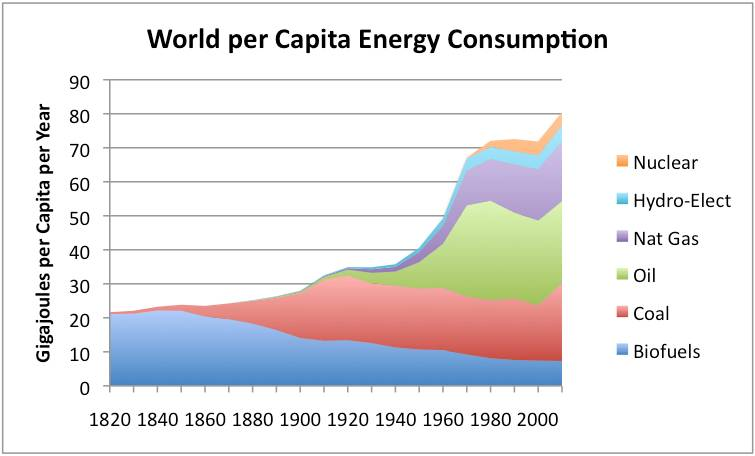 World per Capita Energy Consumption
Gigajoules per Capita per Year
90
80
70
60
50
40
30
20
10
0
1820 1840 1860 1880 1900 1920 1940 1960 1980 2000
Nuclear
Hydro-Elect
Nat Gas
Oil
Coal
Biofuels